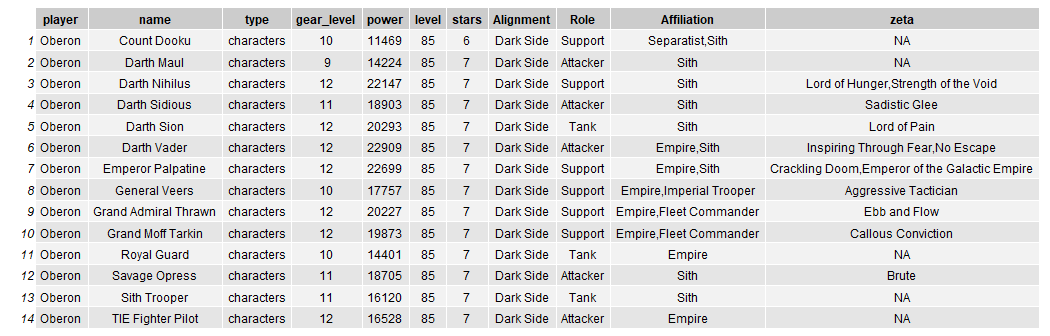 player name type gear_level power level stars Alignment Role Affiliation zeta
1 Oberon Count Dooku characters 10 11469 85 6 Dark Side Support Separatist,Sith NA
2 Oberon Darth Maul characters 9 14224 85 7 Dark Side Attacker Sith NA
3 Oberon Darth Nihilus characters 12 22147 85 7 Dark Side Support Sith Lord of Hunger,Strength of the Void
4 Oberon Darth Sidious characters 11 18903 85 7 Dark Side Attacker Sith Sadistic Glee
5 Oberon Darth Sion characters 12 20293 85 7 Dark Side Tank Sith Lord of Pain
6 Oberon Darth Vader characters 12 22909 85 7 Dark Side Attacker Empire,Sith Inspiring Through Fear,No Escape
7 Oberon Emperor Palpatine characters 12 22699 85 7 Dark Side Support Empire,Sith Crackling Doom,Emperor of the Galactic Empire
8 Oberon General Veers characters 10 17757 85 7 Dark Side Support Empire,Imperial Trooper Aggressive Tactician
9 Oberon Grand Admiral Thrawn characters 12 20227 85 7 Dark Side Support Empire,Fleet Commander Ebb and Flow
10 Oberon Grand Moff Tarkin characters 12 19873 85 7 Dark Side Support Empire,Fleet Commander Callous Conviction
11 Oberon Royal Guard characters 10 14401 85 7 Dark Side Tank Empire NA
12 Oberon Savage Opress characters 11 18705 85 7 Dark Side Attacker Sith Brute
13 Oberon Sith Trooper characters 11 16120 85 7 Dark Side Tank Sith NA
14 Oberon TIE Fighter Pilot characters 12 16528 85 7 Dark Side Attacker Empire NA